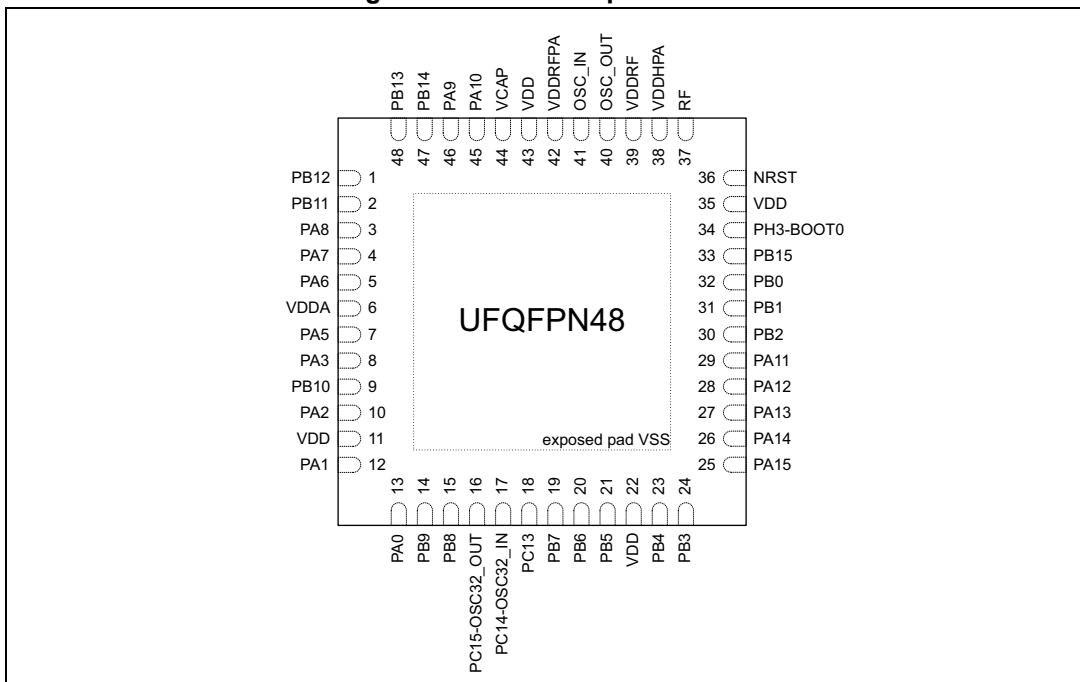 PB13
PB14
PA9
PA10
VCAP
VDD
VDDRFPA
OSC_IN
OSC_OUT
VDDRF
VDDHPA
RF
48
47
46
45
44
43
42
41
40
39
38
37
PB12 1
PB11 2
PA8 3
PA7 4
PA6 5
VDDA 6
PA5 7
PA3 8
PB10 9
PA2 10
VDD 11
PA1 12
UFQFPN48
exposed pad VSS
36 NRST
35 VDD
34 PH3-BOOT0
33 PB15
32 PB0
31 PB1
30 PB2
29 PA11
28 PA12
27 PA13
26 PA14
25 PA15
13
14
15
16
17
18
19
20
21
22
23
24
PA0
PB9
PB8
PC15-OSC32_OUT
PC14-OSC32_IN
PC13
PB7
PB6
PB5
VDD
PB4
PB3